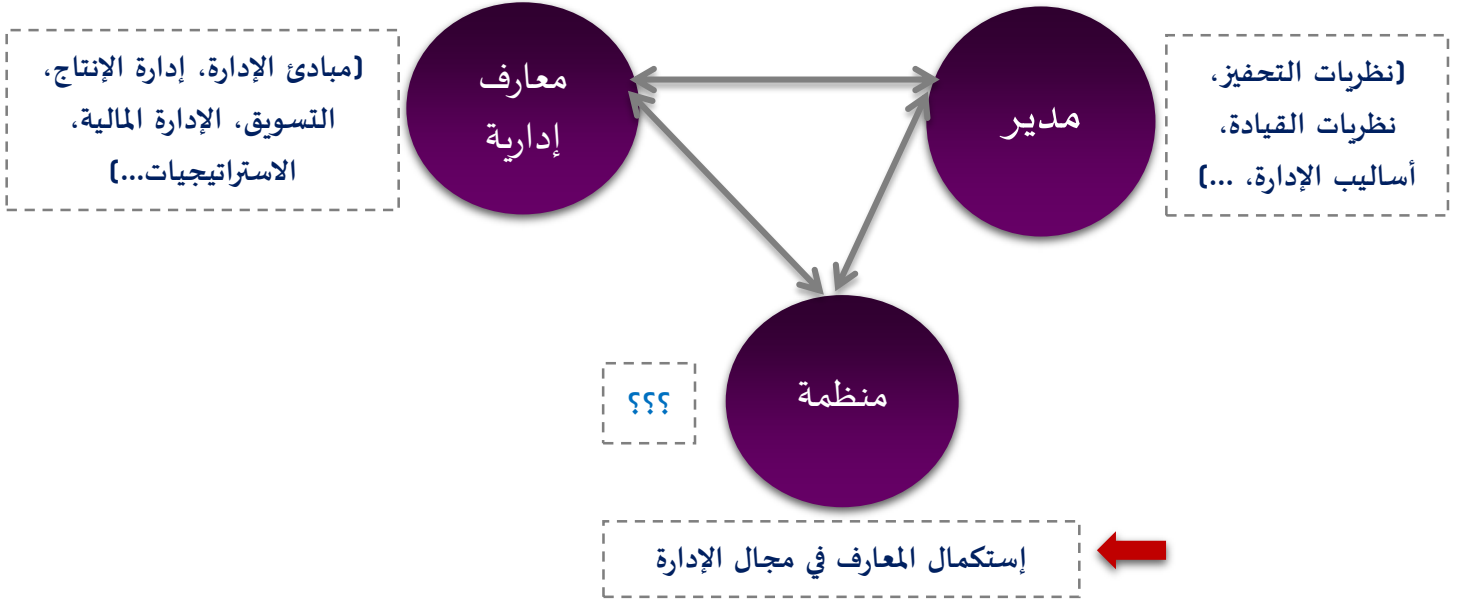 (نظريات التحفيز،
نظريات القيادة،
أساليب الإدارة، ...)
مدير
معارف
إدارية
(مبادئ الإدارة، إدارة الإنتاج،
التسويق، الإدارة المالية،
الاستراتيجيات...)
منظمة
؟؟؟
إستكمال المعارف في مجال الإدارة